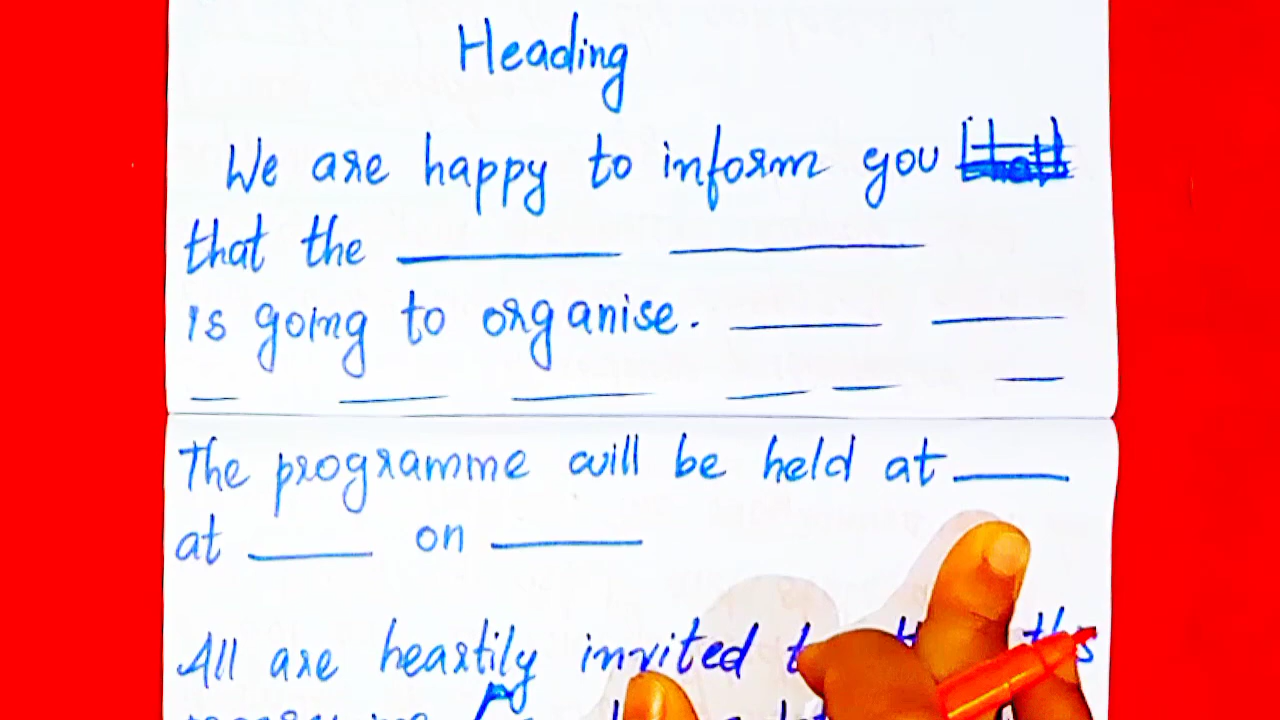 Heading
We are happy to inform you
that the
is going to organise.
The programme will be held at
at on
All are heartily invited